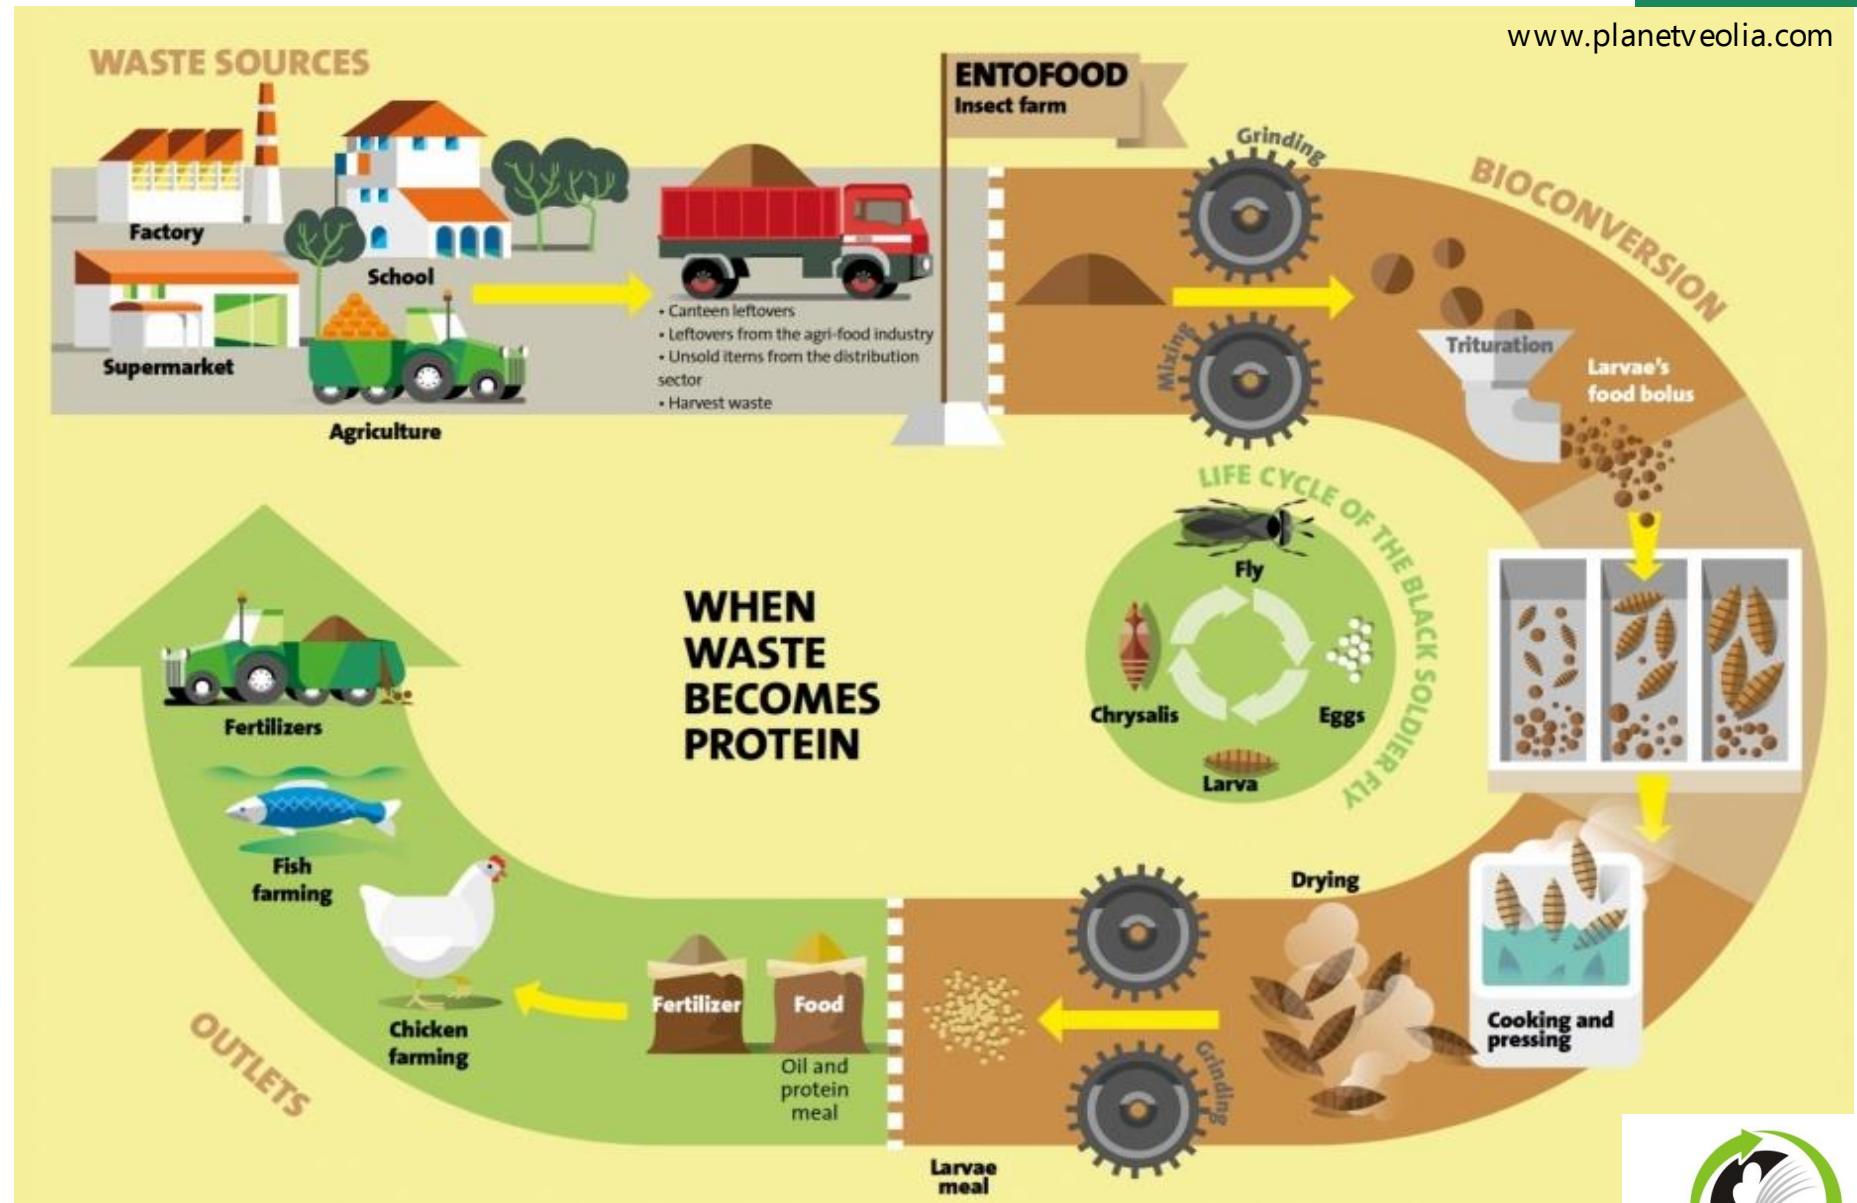 www.planetveolia.com
WASTE SOURCES
ENTOFOOD
Insect farm
Factory
School
Supermarket
Agriculture
• Canteen leftovers
• Leftovers from the agri-food industry
• Unsold items from the distribution
sector
• Harvest waste
Grinding
Mixing
BIOCONVERSION
Trituration
Larvae's
food bolus
LIFE CYCLE OF THE BLACK SOLDIER FLY
Fly
Eggs
Larva
Chrysalis
WHEN
WASTE
BECOMES
PROTEIN
Cooking and
pressing
Drying
Grinding
Larvae
meal
Fertilizer
Food
Oil and
protein
meal
Chicken
farming
Fish
farming
Fertilizers
OUTLETS